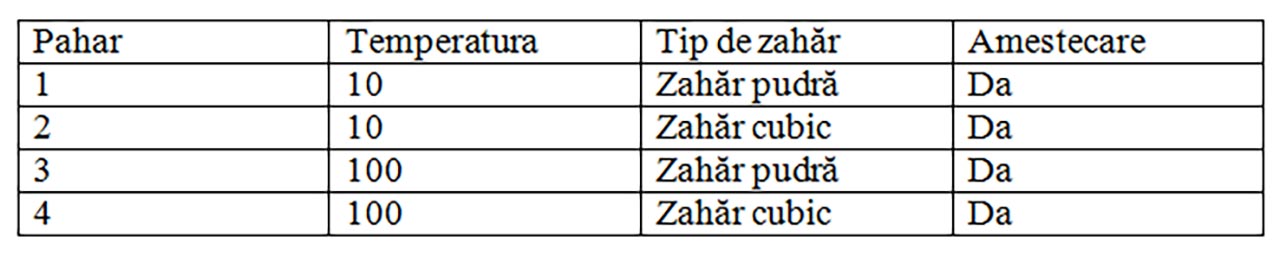 Pahar Temperatura Tip de zahăr Amestecare
1 10 Zahăr pudră Da
2 10 Zahăr cubic Da
3 100 Zahăr pudră Da
4 100 Zahăr cubic Da